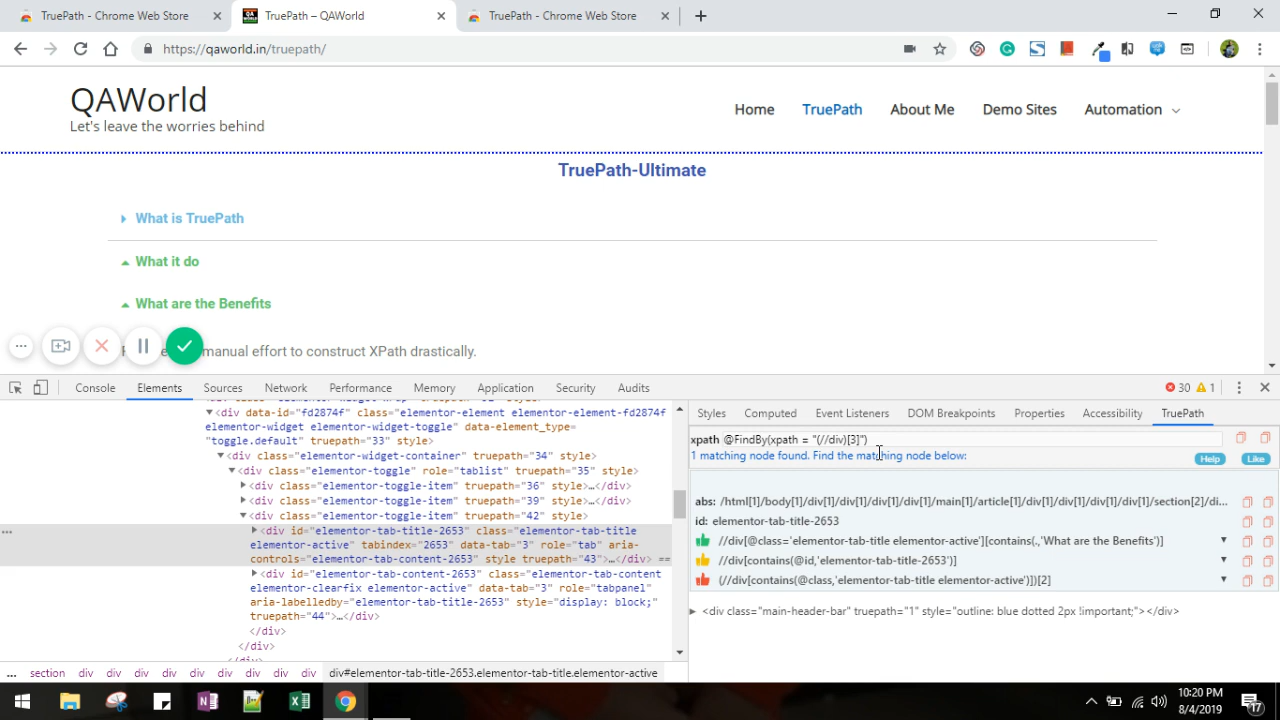 TruePath - Chrome Web Store
TruePath – QAWorld
TruePath - Chrome Web Store
https://qaworld.in/truepath/
QAWorld
Let's leave the worries behind
Home
TruePath
About Me
Demo Sites
Automation
TruePath-Ultimate
What is TruePath
What it do
What are the Benefits
manual effort to construct XPath drastically.
Console
Elements
Sources
Network
Performance
Memory
Application
Security
Audits
30
1
<div data-id="fd2874f" class="elementor-element elementor-element-fd2874f
elementor-widget elementor-widget-toggle" data-element_type=
"toggle.default" truepath="33" style>
<div class="elementor-widget-container" truepath="34" style>
<div class="elementor-toggle" role="tablist" truepath="35" style>
<div class="elementor-toggle-item" truepath="36" style>…</div>
<div class="elementor-toggle-item" truepath="39" style>…</div>
<div class="elementor-toggle-item" truepath="42" style>
<div id="elementor-tab-title-2653" class="elementor-tab-title
elementor-active" tabindex="2653" data-tab="3" role="tab" aria-
controls="elementor-tab-content-2653" style truepath="43">…</div> ==
<div id="elementor-tab-content-2653" class="elementor-tab-content
elementor-clearfix elementor-active" data-tab="3" role="tabpanel"
aria-labelledby="elementor-tab-title-2653" style="display: block;"
truepath="44">…</div>
</div>
</div>
... section div div div div div div div div div#elementor-tab-title-2653.elementor-tab-title.elementor-active
Styles
Computed
Event Listeners
DOM Breakpoints
Properties
Accessibility
TruePath
xpath @FindBy(xpath = "(//div)[3]")
1 matching node found. Find the matching node below:
Help
Like
abs: /html[1]/body[1]/div[1]/div[1]/div[1]/div[1]/main[1]/article[1]/div[1]/div[1]/div[1]/div[1]/section[2]/di...
id: elementor-tab-title-2653
//div[@class='elementor-tab-title elementor-active'][contains(.,'What are the Benefits')]
//div[contains(@id,'elementor-tab-title-2653')]
(//div[contains(@class,'elementor-tab-title elementor-active')])[2]
<div class="main-header-bar" truepath="1" style="outline: blue dotted 2px !important;"></div>
10:20 PM
8/4/2019
17